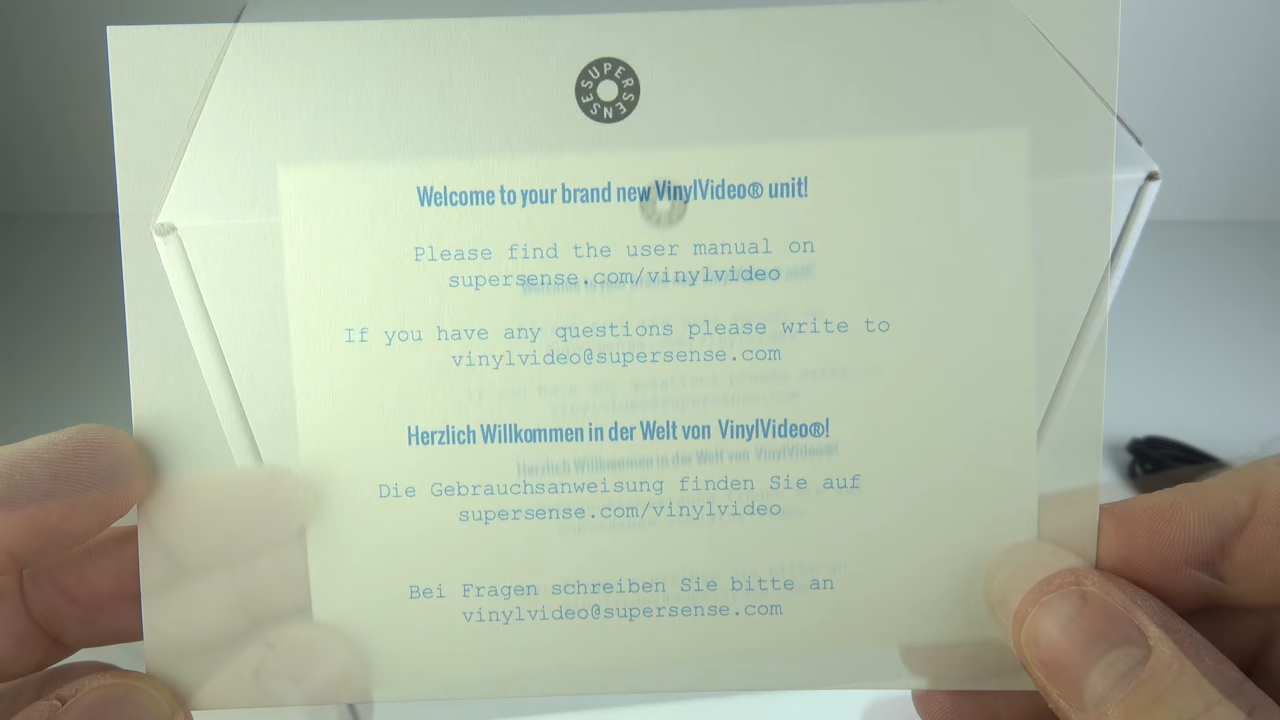 SUPERSENSE
Welcome to your brand new VinylVideo® unit!
Please find the user manual on
supersense.com/vinylvideo
If you have any questions please write to
vinylvideo@supersense.com
Herzlich Willkommen in der Welt von VinylVideo®!
Die Gebrauchsanweisung finden Sie auf
supersense.com/vinylvideo
Bei Fragen schreiben Sie bitte an
vinylvideo@supersense.com